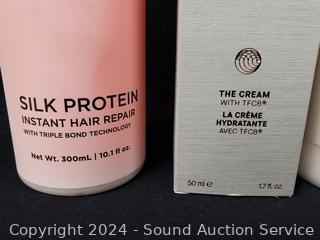 SILK PROTEIN
INSTANT HAIR REPAIR
WITH TRIPLE BOND TECHNOLOGY
Net Wt. 300mL | 10.1 fl oz.
THE CREAM
WITH TFC8®
LA CRÈME
HYDRATANTE
AVEC TFC8®
50 ml e 1.7 fl. oz.
Copyright 2024 - Sound Auction Service